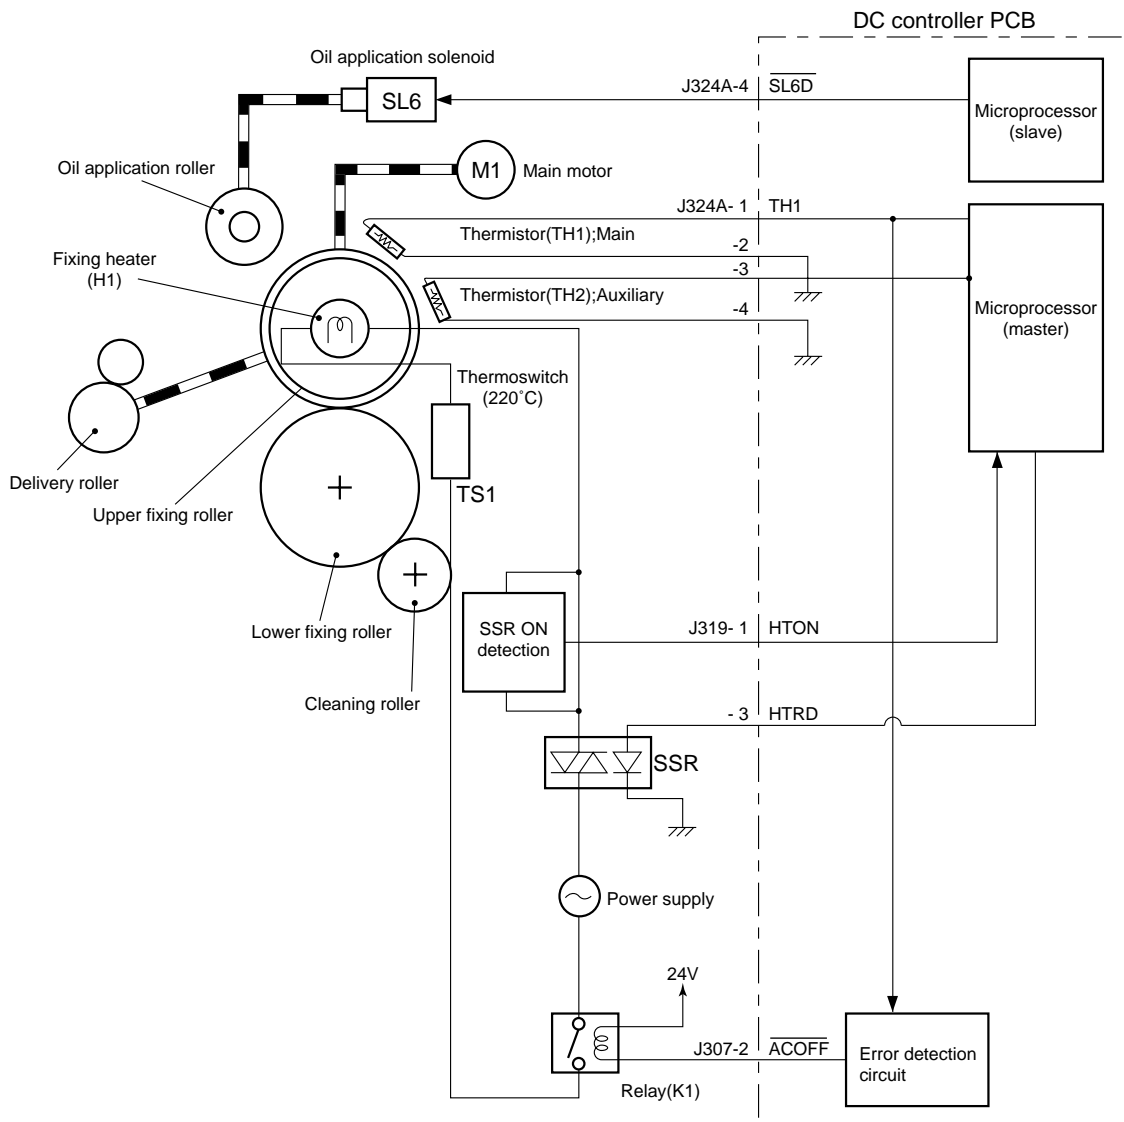 DC controller PCB
Oil application solenoid
SL6
J324A-4 SL6D
Microprocessor
(slave)
Oil application roller
M1 Main motor
J324A- 1 TH1
Thermistor(TH1);Main
-2
Fixing heater
(H1)
-3
Thermistor(TH2);Auxiliary
-4
Microprocessor
(master)
Thermoswitch
(220˚C)
Delivery roller
TS1
Upper fixing roller
Lower fixing roller
SSR ON
detection
J319- 1 HTON
Cleaning roller
- 3 HTRD
SSR
Power supply
24V
J307-2 ACOFF
Error detection
circuit
Relay(K1)